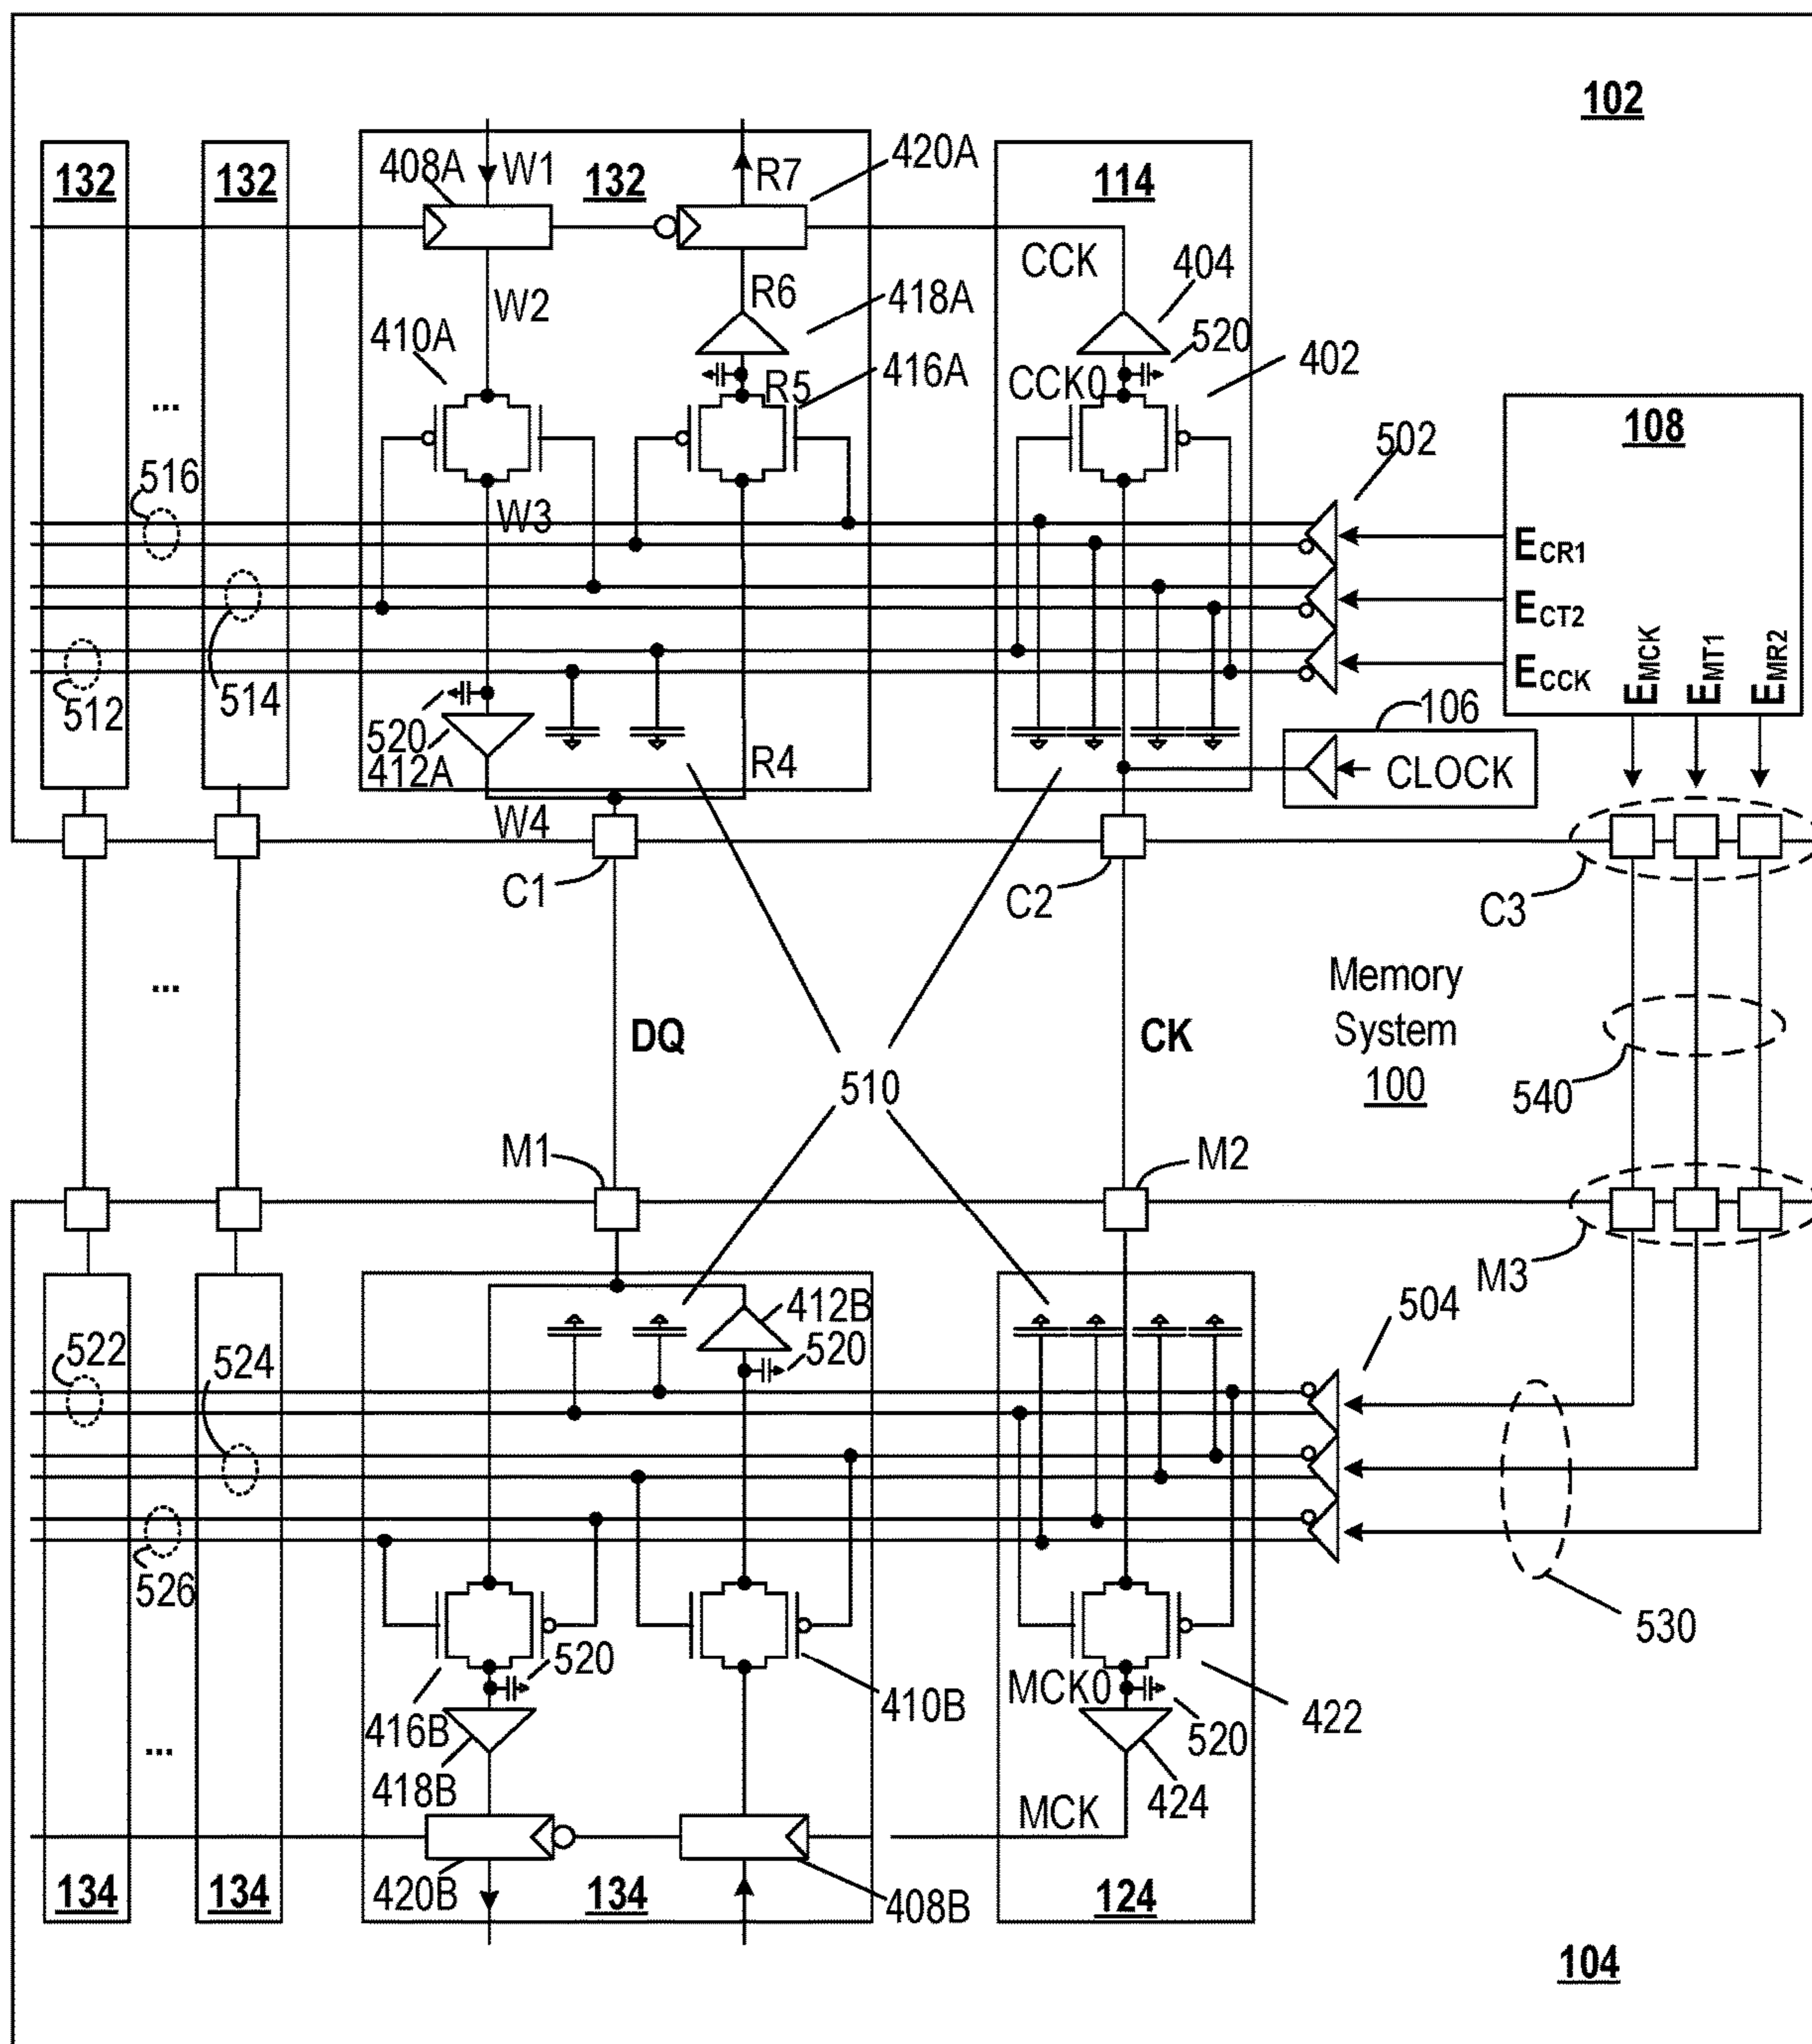 102
132
132
408A
W1
132
R7
420A
114
CCK
404
W2
R6
418A
410A
520
CCK0
402
R5
416A
...
108
502
516
W3
ECR1
ECT2
ECCK
EMCK
EMT1
EMR2
512
514
520
412A
R4
106
CLOCK
W4
C1
C2
C3
...
DQ
CK
Memory
System
100
510
540
M1
M2
M3
412B
504
522
524
520
526
530
520
MCK0
410B
422
416B
520
...
418B
424
MCK
134
134
420B
134
408B
124
104